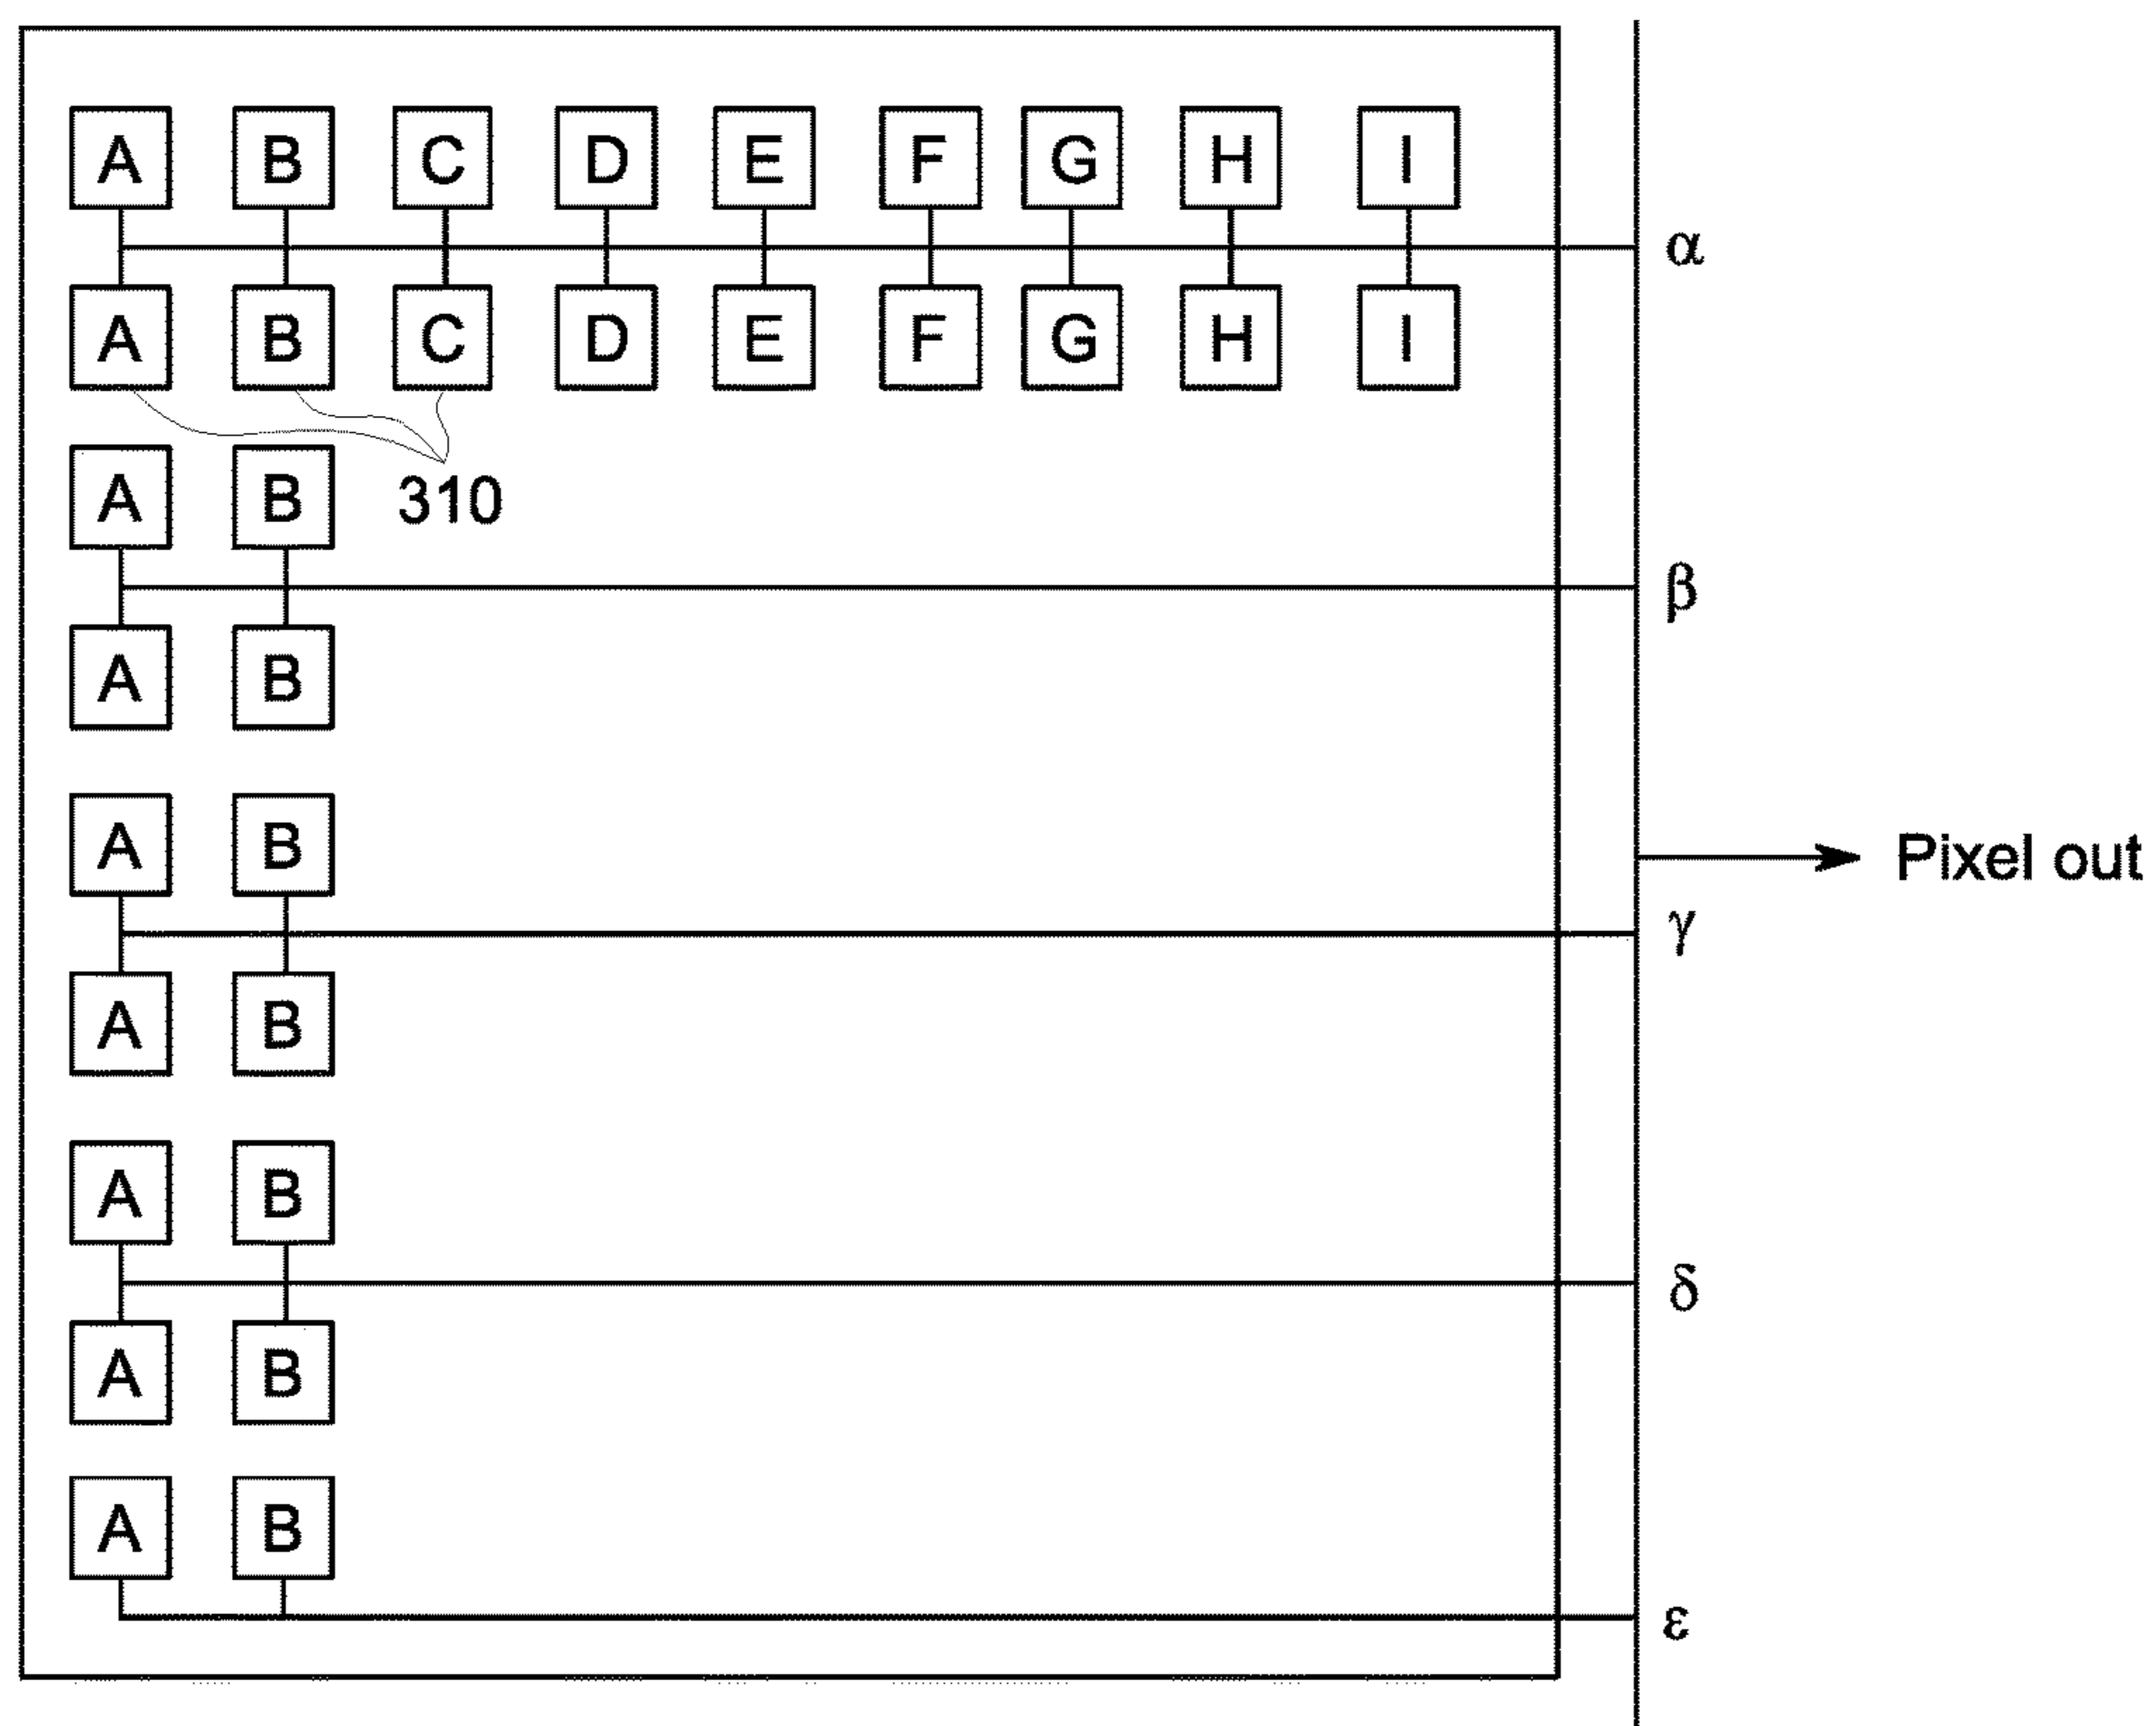 A B C D E F G H I
α
A B C D E F G H I
A B 310
β
A B
A B
Pixel out
γ
A B
A B
δ
A B
A B
ε